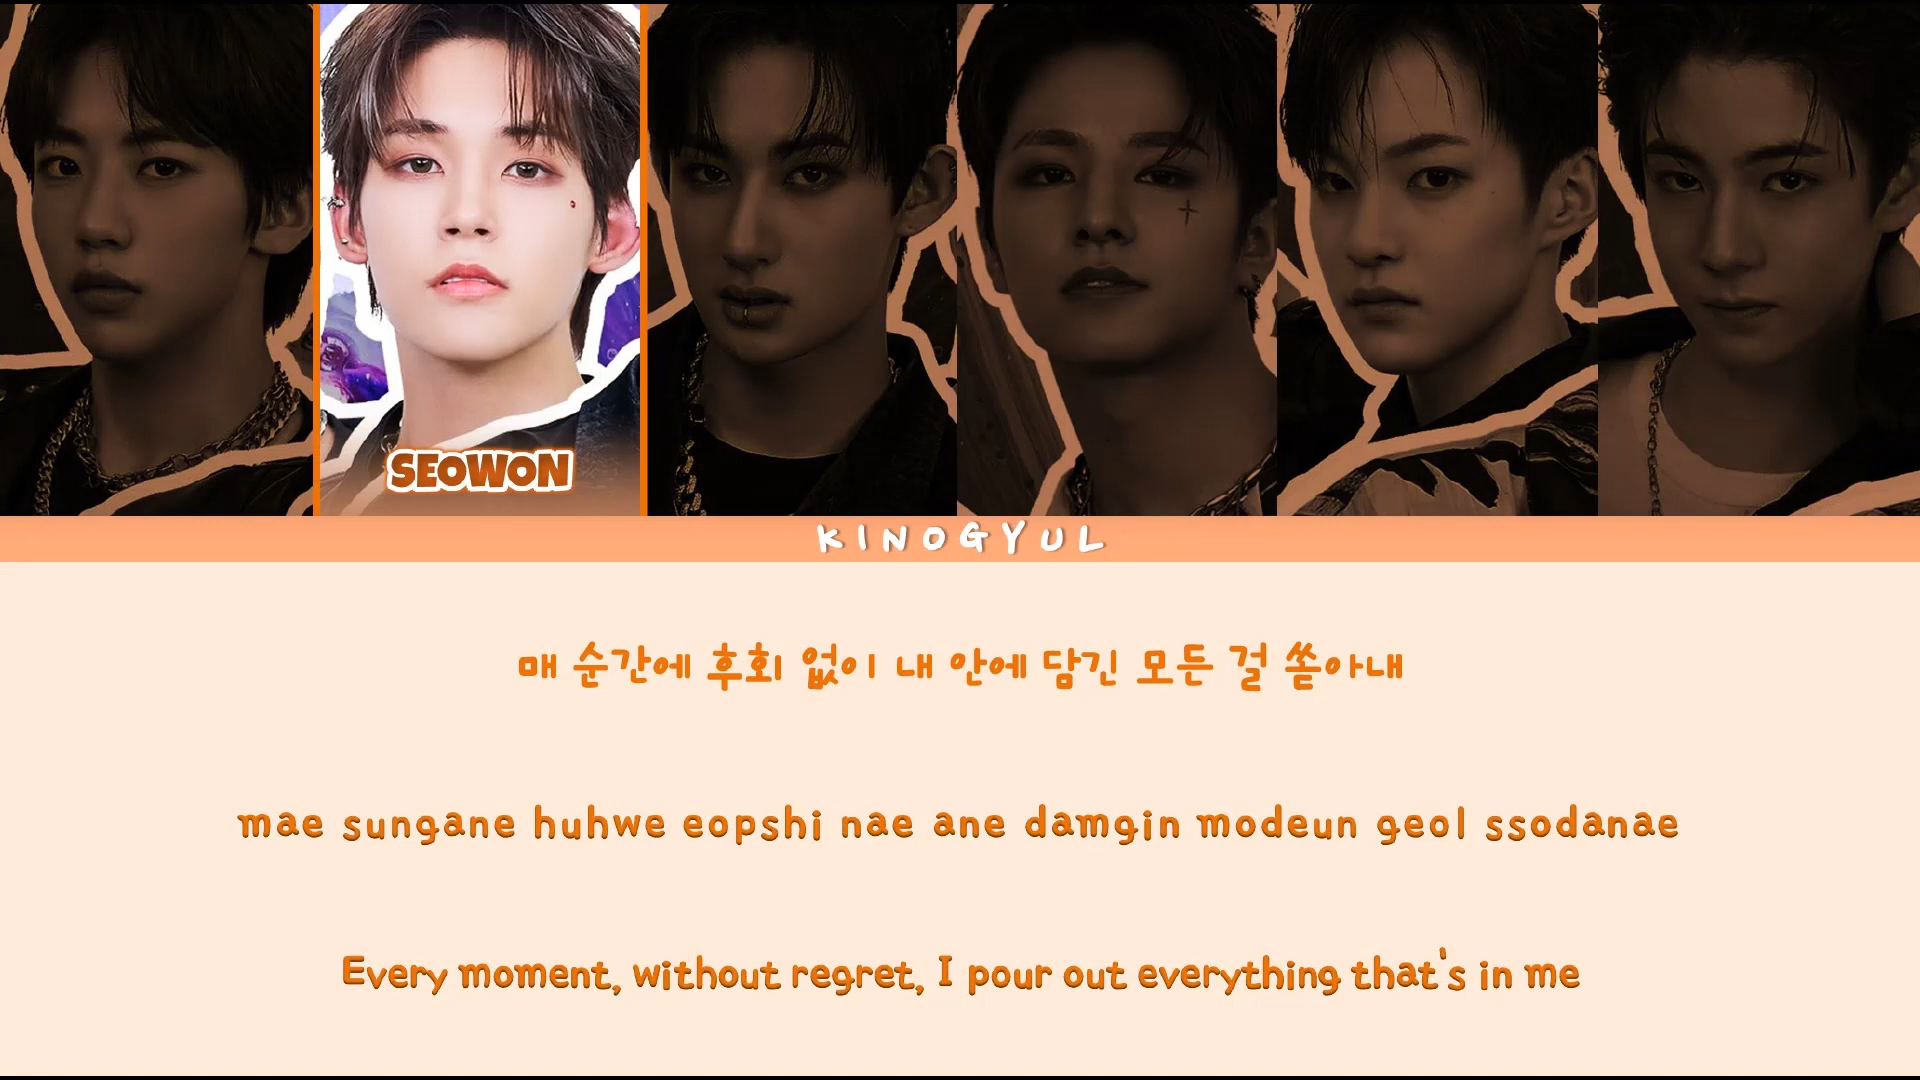 SEOWON
KINOGYUL
매 순간에 후회 없이 내 안에 담긴 모든 걸 쏟아내
mae sungane huhwe eopshi nae ane damgin modeun geol ssodanae
Every moment, without regret, I pour out everything that's in me